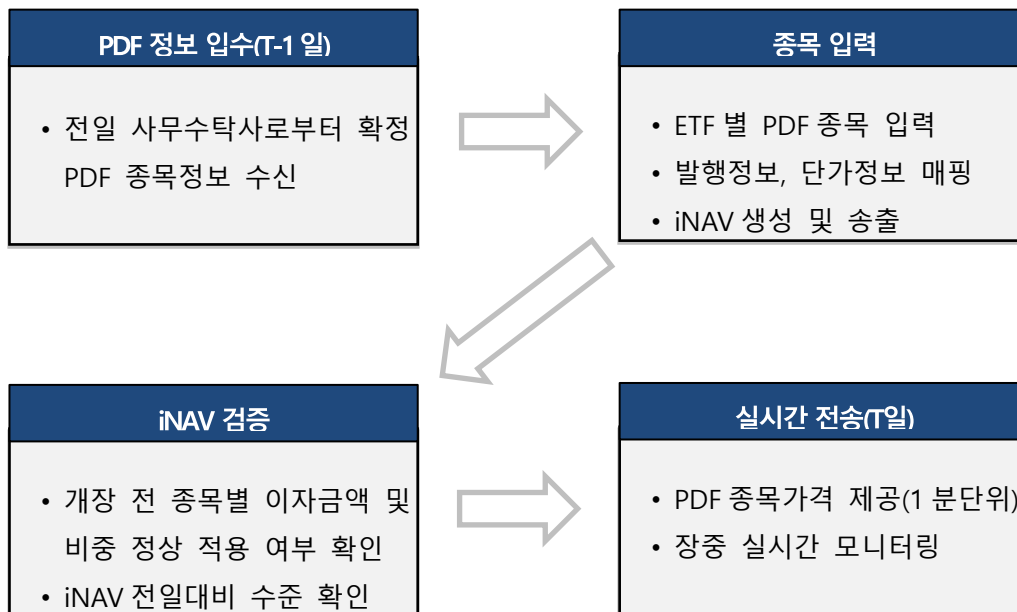 PDF 정보 입수(T-1 일)
• 전일 사무수탁사로부터 확정
PDF 종목정보 수신
종목 입력
• ETF 별 PDF 종목 입력
• 발행정보, 단가정보 매핑
• iNAV 생성 및 송출
iNAV 검증
• 개장 전 종목별 이자금액 및
비중 정상 적용 여부 확인
• iNAV 전일대비 수준 확인
실시간 전송(T일)
• PDF 종목가격 제공(1 분단위)
• 장중 실시간 모니터링